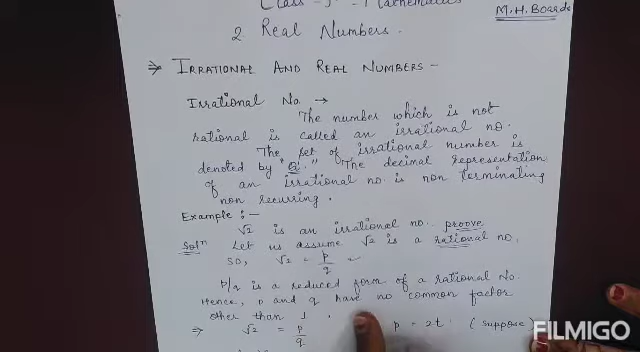 Mathematics
M.H. Boards
2. Real Numbers.
→ IRRATIONAL AND REAL NUMBERS -
Irrational No. →
The number which is not
rational is called an irrational no.
The set of irrational number is
denoted by "Q'." The decimal representation
of an irrational no. is non terminating
non recurring.
Example :-
√2 is an irrational no. proove
Solⁿ Let us assume √2 is a rational no.
so, √2 = p/q
p/q is a reduced form of a rational No.
Hence, p and q have no common factor
other than 1.
⇒ √2 = p/q p = 2t (suppose
FILMIGO